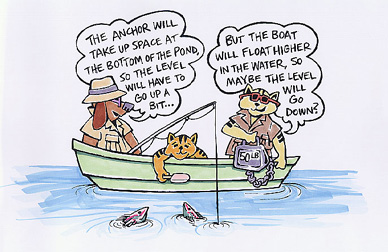 THE ANCHOR WILL
TAKE UP SPACE AT
THE BOTTOM OF THE POND,
SO THE LEVEL
WILL HAVE TO
GO UP A
BIT...
BUT THE BOAT
WILL FLOAT HIGHER
IN THE WATER, SO
MAYBE THE LEVEL
WILL
GO
DOWN?
50 LB